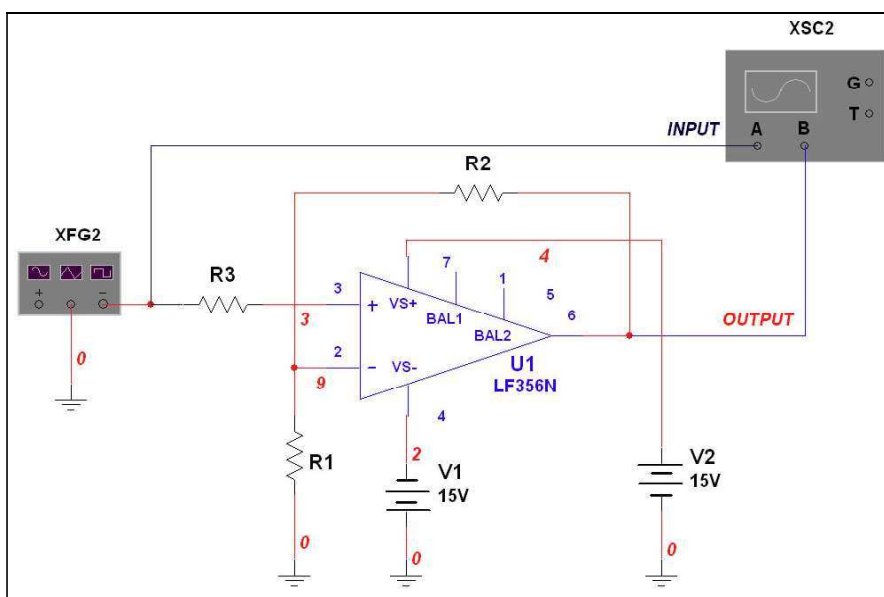 XSC2
G
T
INPUT A B
R2
XFG2
+ −
R3
4
7
1
3
+ VS+
BAL1
5
3
BAL2
6
OUTPUT
0
2
− VS-
U1
9
LF356N
4
R1
2
V1
15V
V2
15V
0
0
0